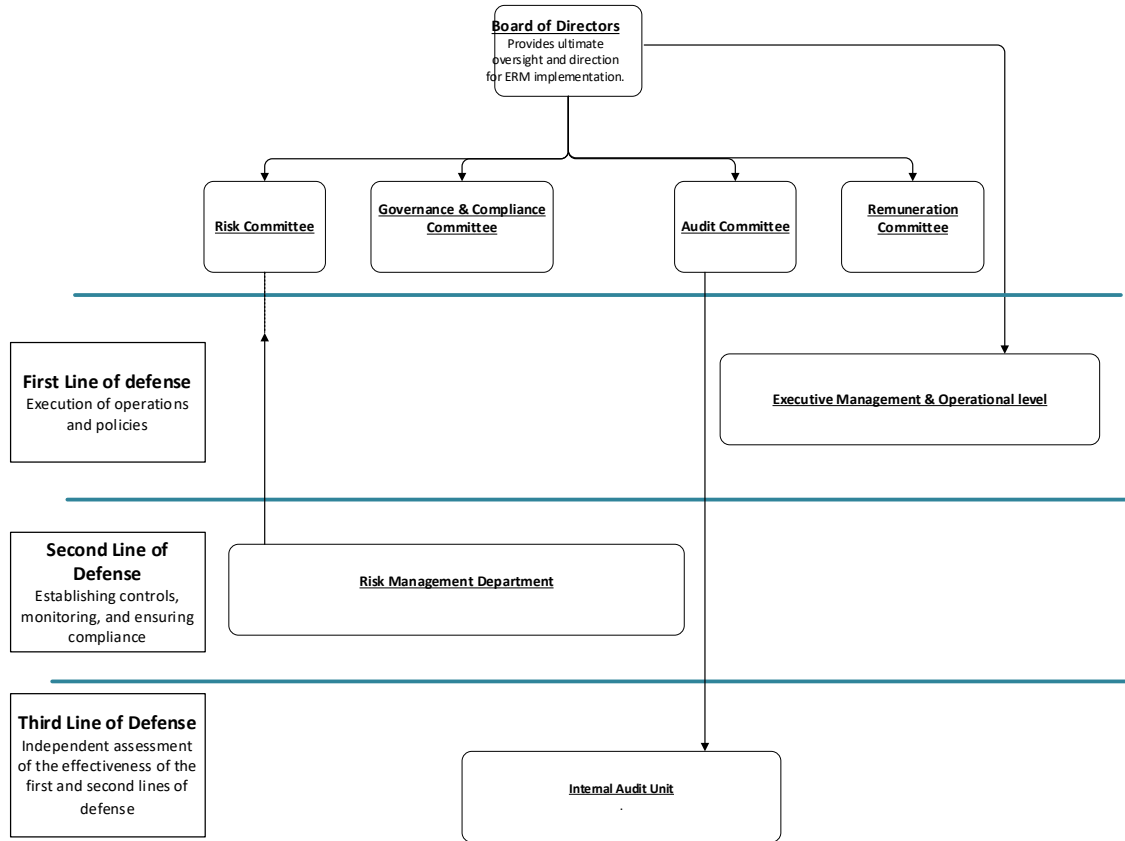 Board of Directors
Provides ultimate
oversight and direction
for ERM implementation.
Risk Committee
Governance & Compliance
Committee
Audit Committee
Remuneration
Committee
First Line of defense
Execution of operations
and policies
Executive Management & Operational level
Second Line of
Defense
Establishing controls,
monitoring, and ensuring
compliance
Risk Management Department
Third Line of Defense
Independent assessment
of the effectiveness of the
first and second lines of
defense
Internal Audit Unit
.